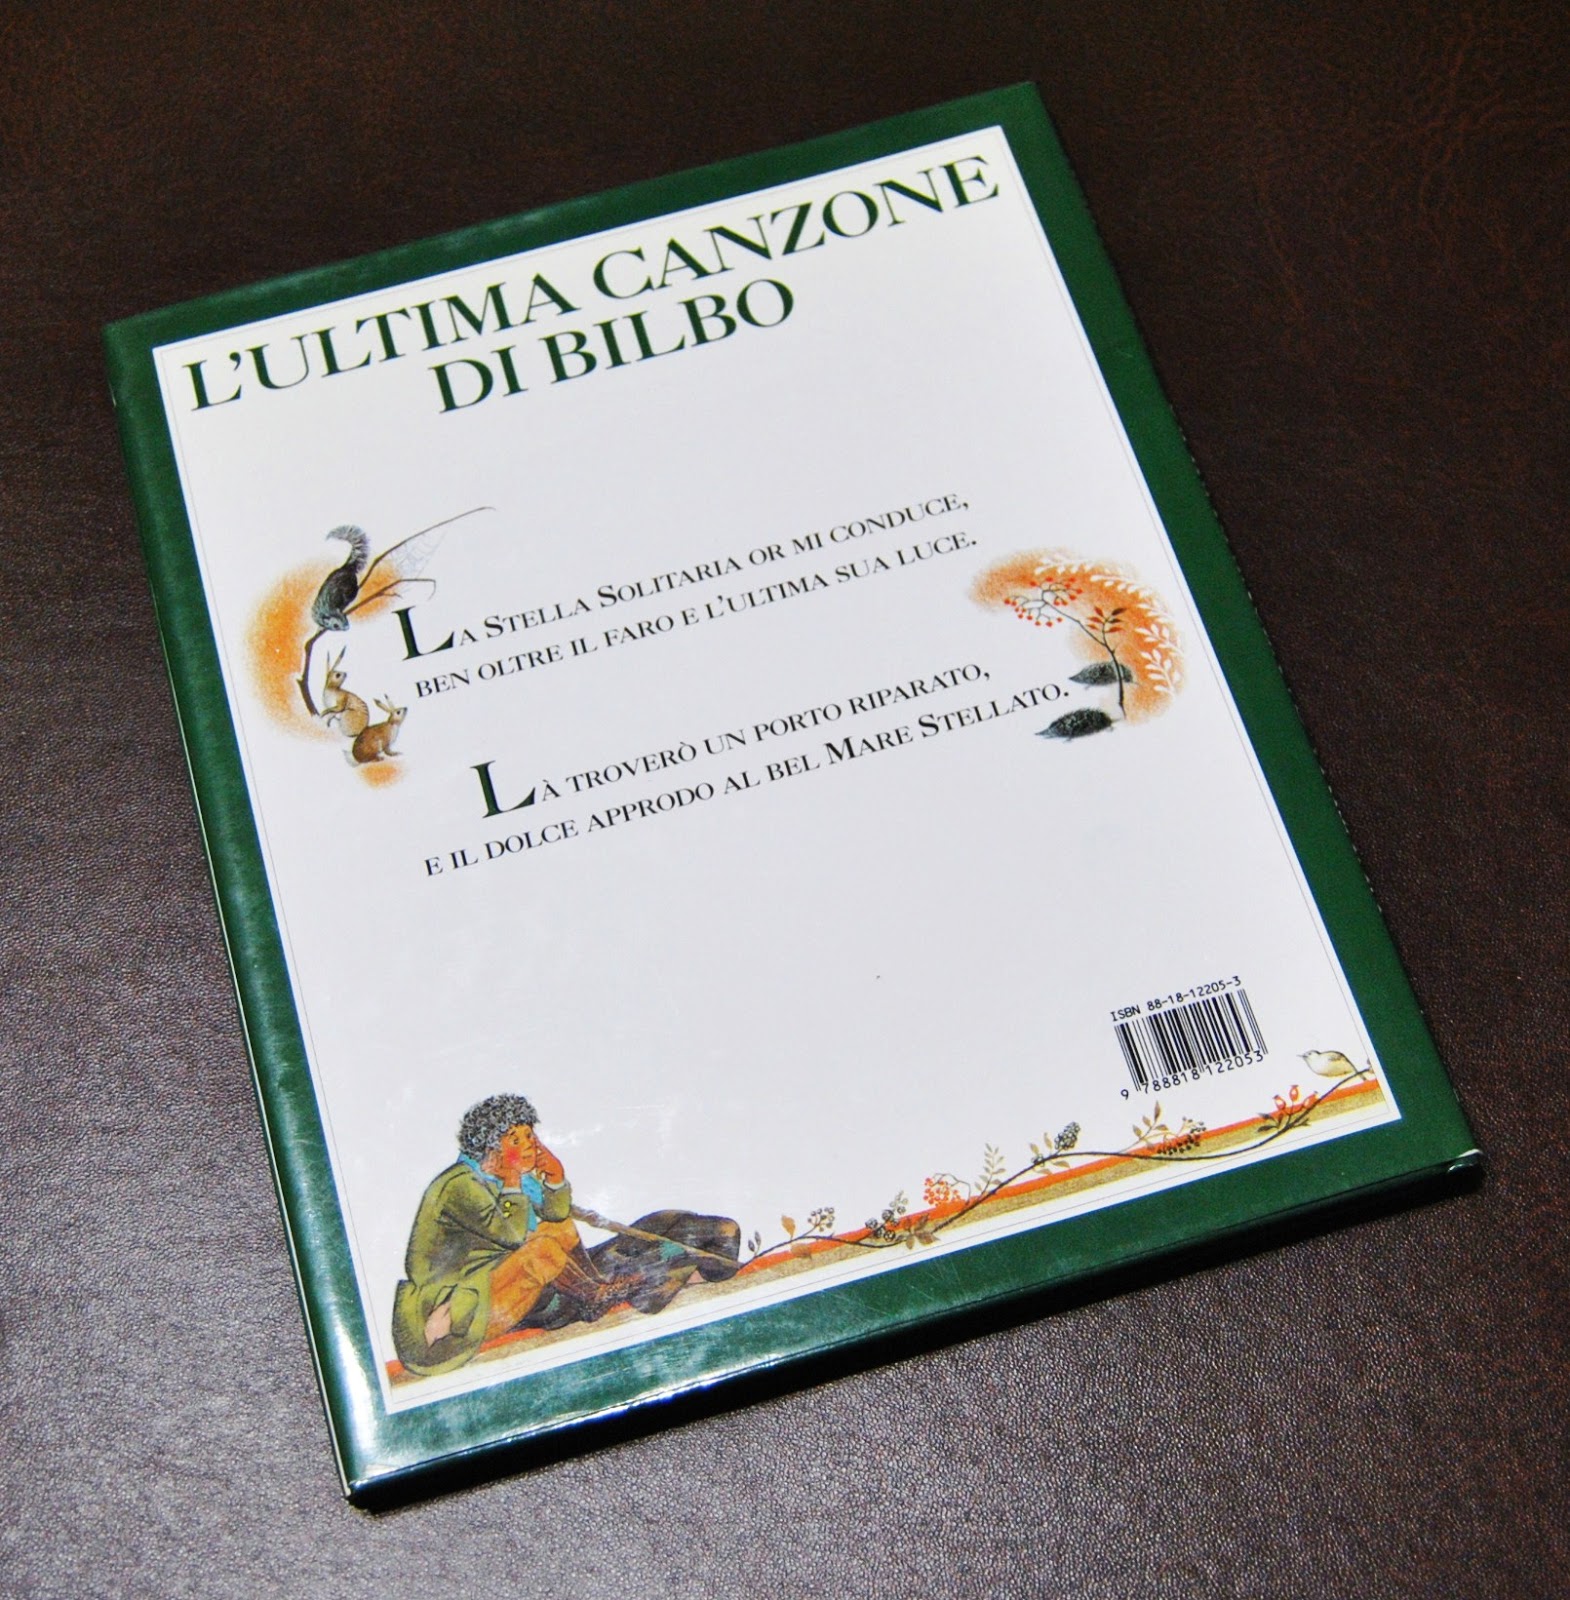 L'ULTIMA CANZONE
DI BILBO
LA STELLA SOLITARIA OR MI CONDUCE,
BEN OLTRE IL FARO E L'ULTIMA SUA LUCE.
LÀ TROVERÒ UN PORTO RIPARATO,
E IL DOLCE APPRODO AL BEL MARE STELLATO.
ISBN 88-18-12205-3
9 788818 122053